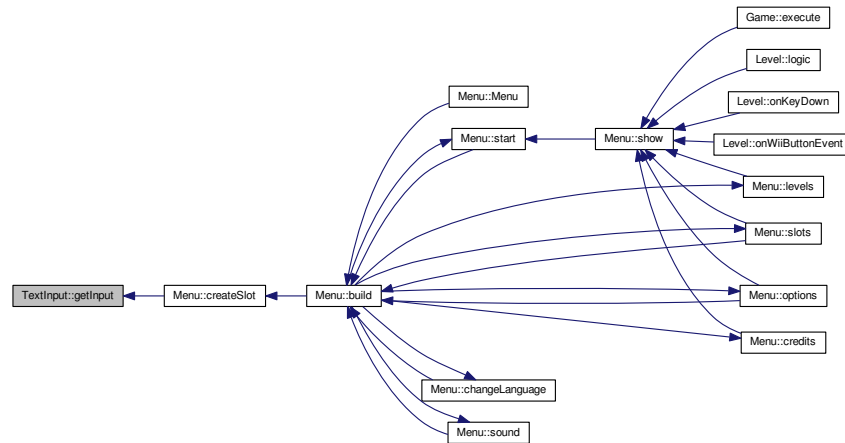 Game::execute
Level::logic
Menu::Menu
Level::onKeyDown
Menu::start
Menu::show
Level::onWiiButtonEvent
Menu::levels
Menu::slots
TextInput::getInput
Menu::createSlot
Menu::build
Menu::options
Menu::credits
Menu::changeLanguage
Menu::sound